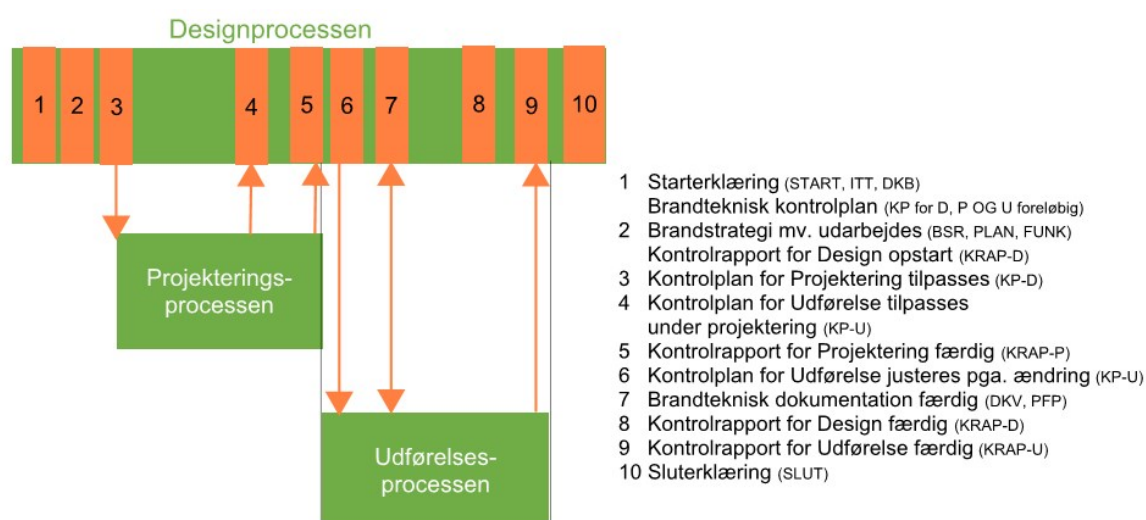 Designprocessen
1 2 3 4 5 6 7 8 9 10
Projekterings-
processen
Udførelses-
processen
1 Starterklæring (START, ITT, DKB)
Brandteknisk kontrolplan (KP for D, P OG U foreløbig)
2 Brandstrategi mv. udarbejdes (BSR, PLAN, FUNK)
Kontrolrapport for Design opstart (KRAP-D)
3 Kontrolplan for Projektering tilpasses (KP-D)
4 Kontrolplan for Udførelse tilpasses
under projektering (KP-U)
5 Kontrolrapport for Projektering færdig (KRAP-P)
6 Kontrolplan for Udførelse justeres pga. ændring (KP-U)
7 Brandteknisk dokumentation færdig (DKV, PFP)
8 Kontrolrapport for Design færdig (KRAP-D)
9 Kontrolrapport for Udførelse færdig (KRAP-U)
10 Sluterklæring (SLUT)